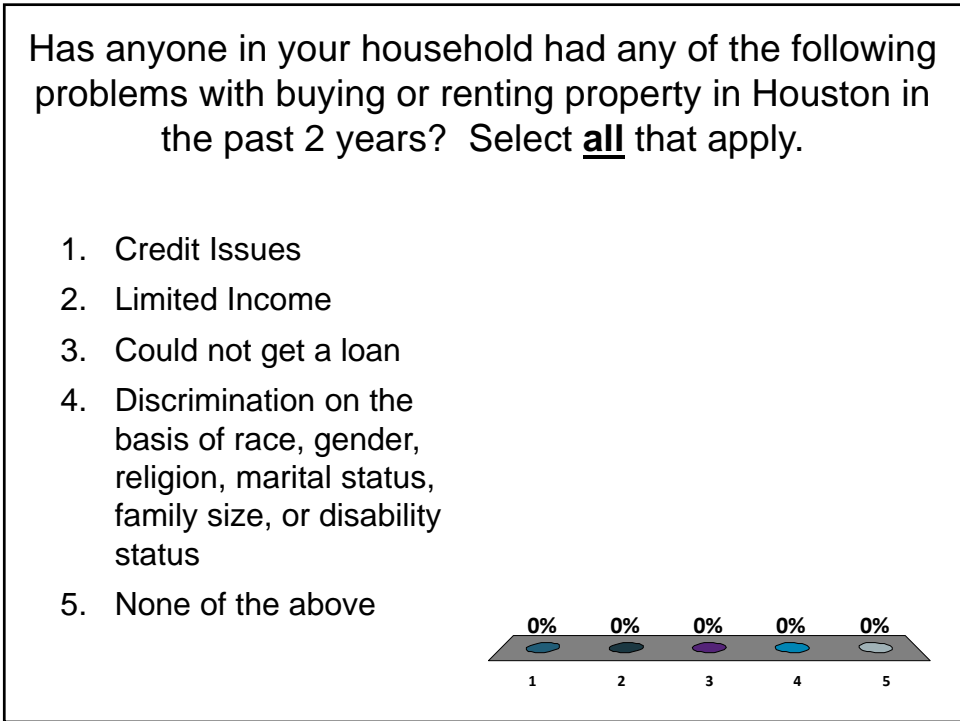 Has anyone in your household had any of the following
problems with buying or renting property in Houston in
the past 2 years?  Select all that apply.
1. Credit Issues
2. Limited Income
3. Could not get a loan
4. Discrimination on the
basis of race, gender,
religion, marital status,
family size, or disability
status
5. None of the above
0% 0% 0% 0% 0%
1 2 3 4 5